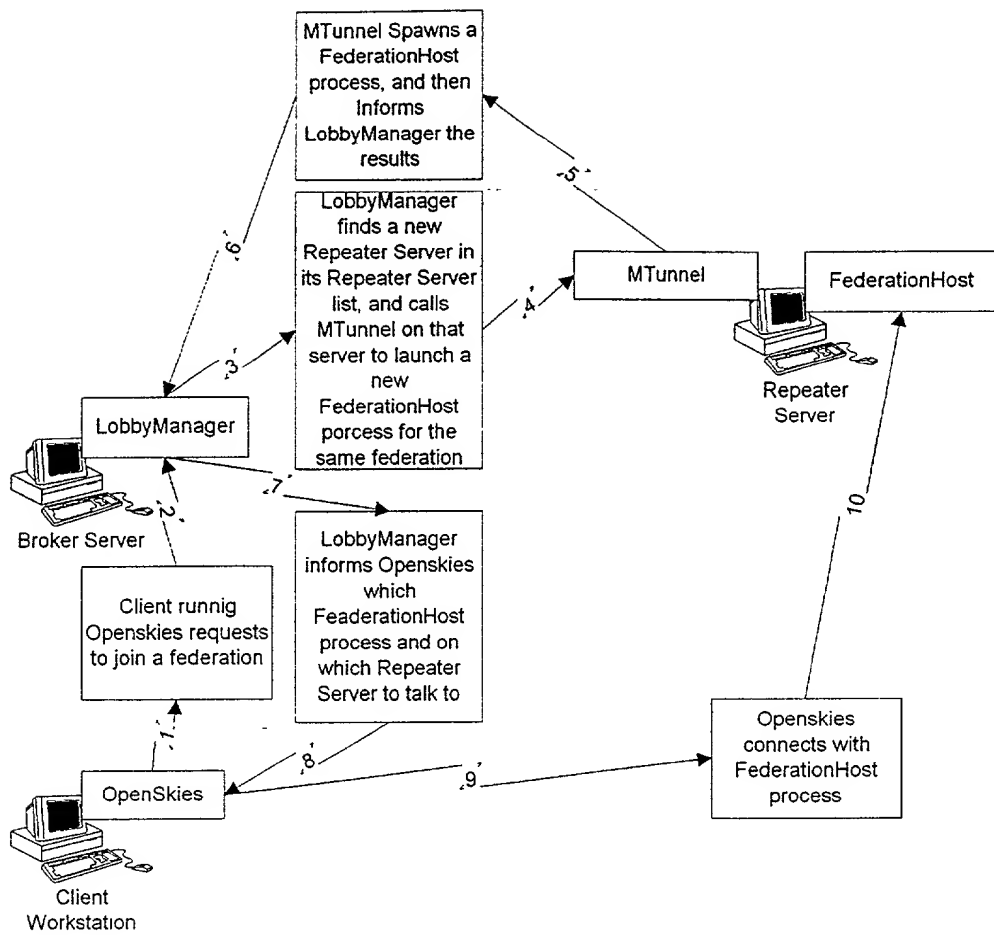 MTunnel Spawns a
FederationHost
process, and then
Informs
LobbyManager the
results
5
6
LobbyManager
finds a new
Repeater Server in
its Repeater Server
list, and calls
MTunnel on that
server to launch a
new
FederationHost
porcess for the
same federation
4
3
MTunnel
FederationHost
Repeater
Server
LobbyManager
Broker Server
7
2
10
LobbyManager
informs Openskies
which
FeaderationHost
process and on
which Repeater
Server to talk to
Client runnig
Openskies requests
to join a federation
1
8
9
Openskies
connects with
FederationHost
process
OpenSkies
Client
Workstation